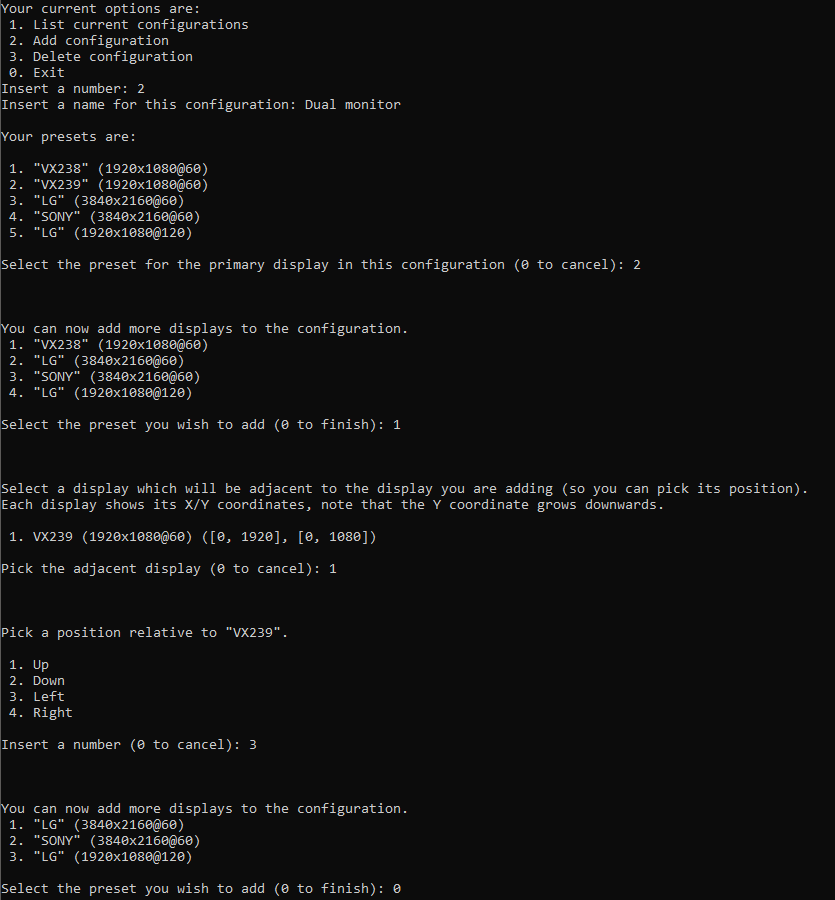 Your current options are:
1. List current configurations
2. Add configuration
3. Delete configuration
0. Exit
Insert a number: 2
Insert a name for this configuration: Dual monitor
Your presets are:
1. "VX238" (1920x1080@60)
2. "VX239" (1920x1080@60)
3. "LG" (3840x2160@60)
4. "SONY" (3840x2160@60)
5. "LG" (1920x1080@120)
Select the preset for the primary display in this configuration (0 to cancel): 2
You can now add more displays to the configuration.
1. "VX238" (1920x1080@60)
2. "LG" (3840x2160@60)
3. "SONY" (3840x2160@60)
4. "LG" (1920x1080@120)
Select the preset you wish to add (0 to finish): 1
Select a display which will be adjacent to the display you are adding (so you can pick its position).
Each display shows its X/Y coordinates, note that the Y coordinate grows downwards.
1. VX239 (1920x1080@60) ([0, 1920], [0, 1080])
Pick the adjacent display (0 to cancel): 1
Pick a position relative to "VX239".
1. Up
2. Down
3. Left
4. Right
Insert a number (0 to cancel): 3
You can now add more displays to the configuration.
1. "LG" (3840x2160@60)
2. "SONY" (3840x2160@60)
3. "LG" (1920x1080@120)
Select the preset you wish to add (0 to finish): 0